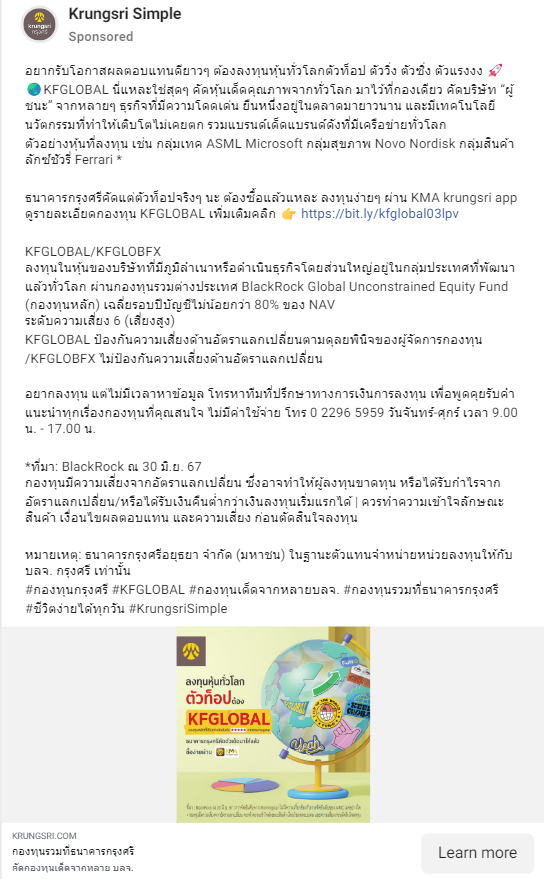 Krungsri Simple
Sponsored
krungsri
กรุงศรี
อยากรับโอกาสผลตอบแทนดียาวๆ ต้องลงทุนหุ้นทั่วโลกตัวท็อป ตัววิ่ง ตัวซิ่ง ตัวแรงงง 🚀
🌏KFGLOBAL นี่แหละใช่สุดๆ คัดหุ้นเด็ดคุณภาพจากทั่วโลก มาไว้ที่กองเดียว คัดบริษัท “ผู้
ชนะ” จากหลายๆ ธุรกิจที่มีความโดดเด่น ยืนหนึ่งอยู่ในตลาดมายาวนาน และมีเทคโนโลยี
นวัตกรรมที่ทำให้เติบโตไม่เคยตก รวมแบรนด์เด็ดแบรนด์ดังที่มีเครือข่ายทั่วโลก
ตัวอย่างหุ้นที่ลงทุน เช่น กลุ่มเทค ASML Microsoft กลุ่มสุขภาพ Novo Nordisk กลุ่มสินค้า
ลักซ์ชัวรี่ Ferrari *
ธนาคารกรุงศรีคัดแต่ตัวท็อปจริงๆ นะ ต้องซื้อแล้วแหละ ลงทุนง่ายๆ ผ่าน KMA krungsri app
ดูรายละเอียดกองทุน KFGLOBAL เพิ่มเติมคลิก 👉 https://bit.ly/kfglobal03lpv
KFGLOBAL/KFGLOBFX
ลงทุนในหุ้นของบริษัทที่มีภูมิลำเนาหรือดำเนินธุรกิจโดยส่วนใหญ่อยู่ในกลุ่มประเทศที่พัฒนา
แล้วทั่วโลก ผ่านกองทุนรวมต่างประเทศ BlackRock Global Unconstrained Equity Fund
(กองทุนหลัก) เฉลี่ยรอบปีบัญชีไม่น้อยกว่า 80% ของ NAV
ระดับความเสี่ยง 6 (เสี่ยงสูง)
KFGLOBAL ป้องกันความเสี่ยงด้านอัตราแลกเปลี่ยนตามดุลยพินิจของผู้จัดการกองทุน
/KFGLOBFX ไม่ป้องกันความเสี่ยงด้านอัตราแลกเปลี่ยน
อยากลงทุน แต่ไม่มีเวลาหาข้อมูล โทรหาทีมที่ปรึกษาทางการเงินการลงทุน เพื่อพูดคุยรับคำ
แนะนำทุกเรื่องกองทุนที่คุณสนใจ ไม่มีค่าใช้จ่าย โทร 0 2296 5959 วันจันทร์-ศุกร์ เวลา 9.00
น. - 17.00 น.
*ที่มา: BlackRock ณ 30 มิ.ย. 67
กองทุนมีความเสี่ยงจากอัตราแลกเปลี่ยน ซึ่งอาจทำให้ผู้ลงทุนขาดทุน หรือได้รับกำไรจาก
อัตราแลกเปลี่ยน/หรือได้รับเงินคืนต่ำกว่าเงินลงทุนเริ่มแรกได้ | ควรทำความเข้าใจลักษณะ
สินค้า เงื่อนไขผลตอบแทน และความเสี่ยง ก่อนตัดสินใจลงทุน
หมายเหตุ: ธนาคารกรุงศรีอยุธยา จำกัด (มหาชน) ในฐานะตัวแทนจำหน่ายหน่วยลงทุนให้กับ
บลจ. กรุงศรี เท่านั้น
#กองทุนกรุงศรี #KFGLOBAL #กองทุนเด็ดจากหลายบลจ. #กองทุนรวมที่ธนาคารกรุงศรี
#ชีวิตง่ายได้ทุกวัน #KrungsriSimple
ลงทุนหุ้นทั่วโลก
ตัวท็อปต้อง
KFGLOBAL
ซื้อง่ายผ่าน
Yeah
KRUNGSRI.COM
กองทุนรวมที่ธนาคารกรุงศรี
คัดกองทุนเด็ดจากหลาย บลจ.
Learn more